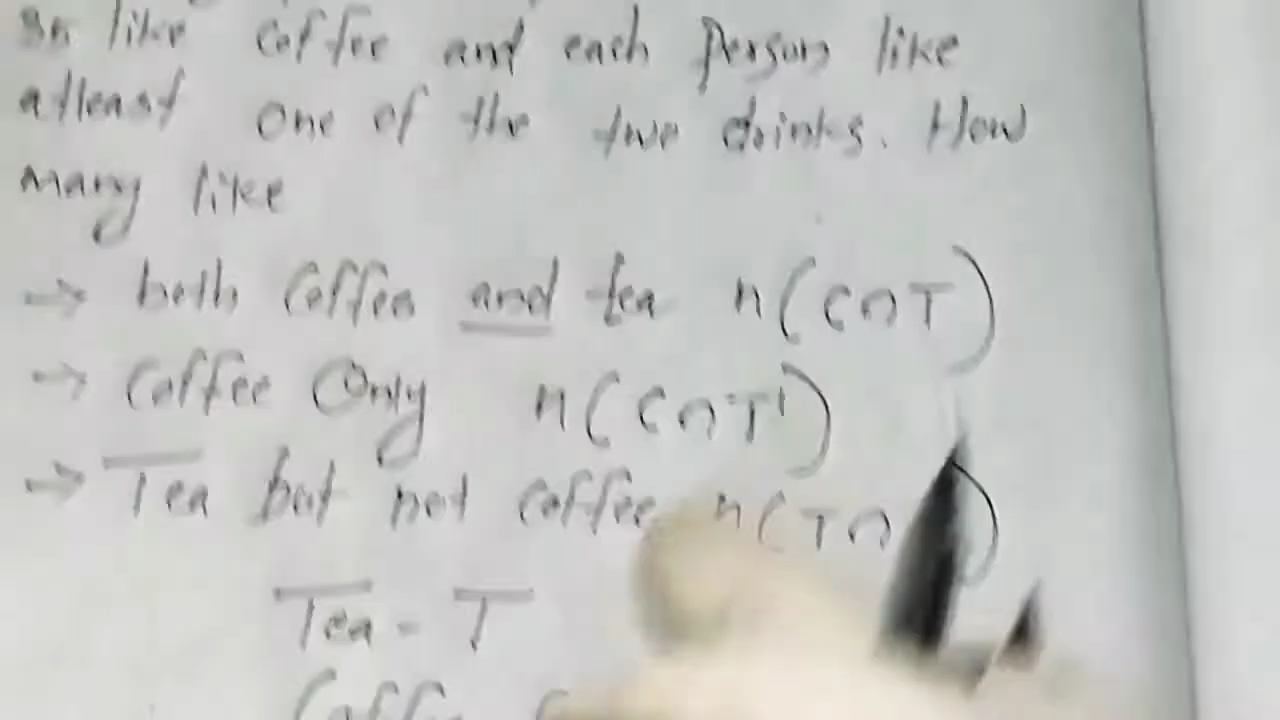 like coffee and each Person like
atleast one of the two drinks. How
many like
→ both Coffee and tea n(C∩T)
→ Coffee Only n(C∩T')
→ Tea but not coffee n(T∩
Tea - T